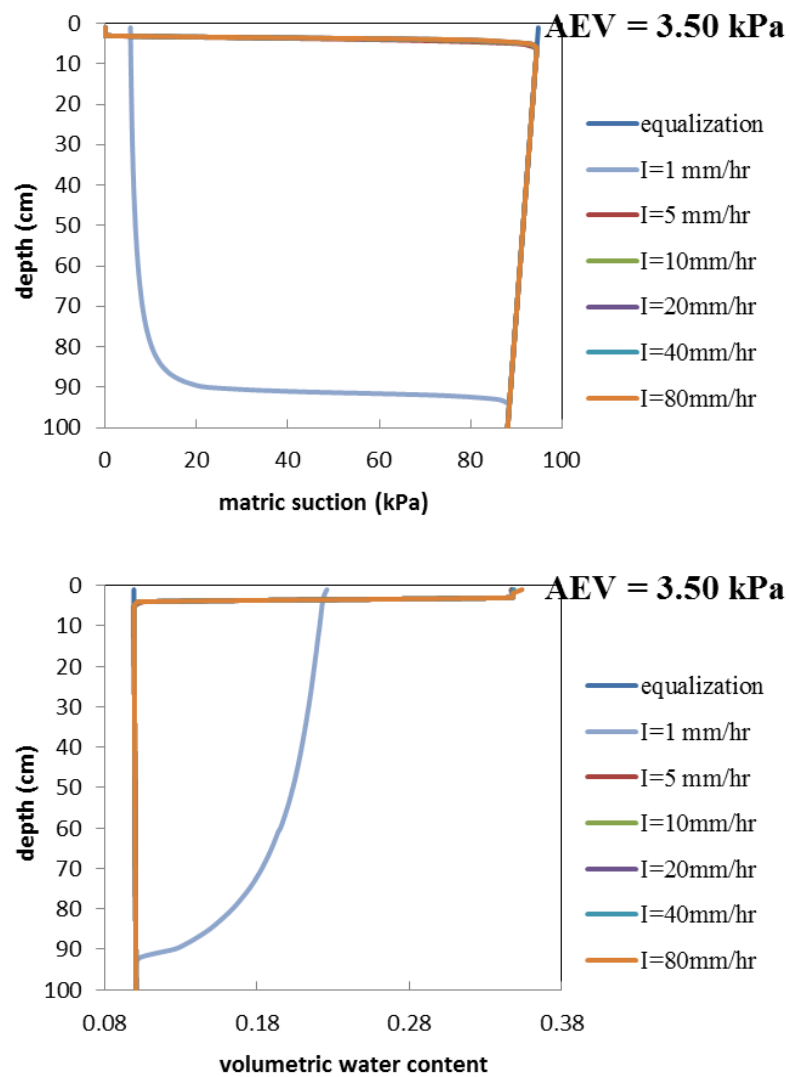 AEV = 3.50 kPa
0
10
20
30
40
50
60
70
80
90
100
depth (cm)
0 20 40 60 80 100
matric suction (kPa)
equalization
I=1 mm/hr
I=5 mm/hr
I=10mm/hr
I=20mm/hr
I=40mm/hr
I=80mm/hr
AEV = 3.50 kPa
0
10
20
30
40
50
60
70
80
90
100
depth (cm)
0.08 0.18 0.28 0.38
volumetric water content
equalization
I=1 mm/hr
I=5 mm/hr
I=10mm/hr
I=20mm/hr
I=40mm/hr
I=80mm/hr